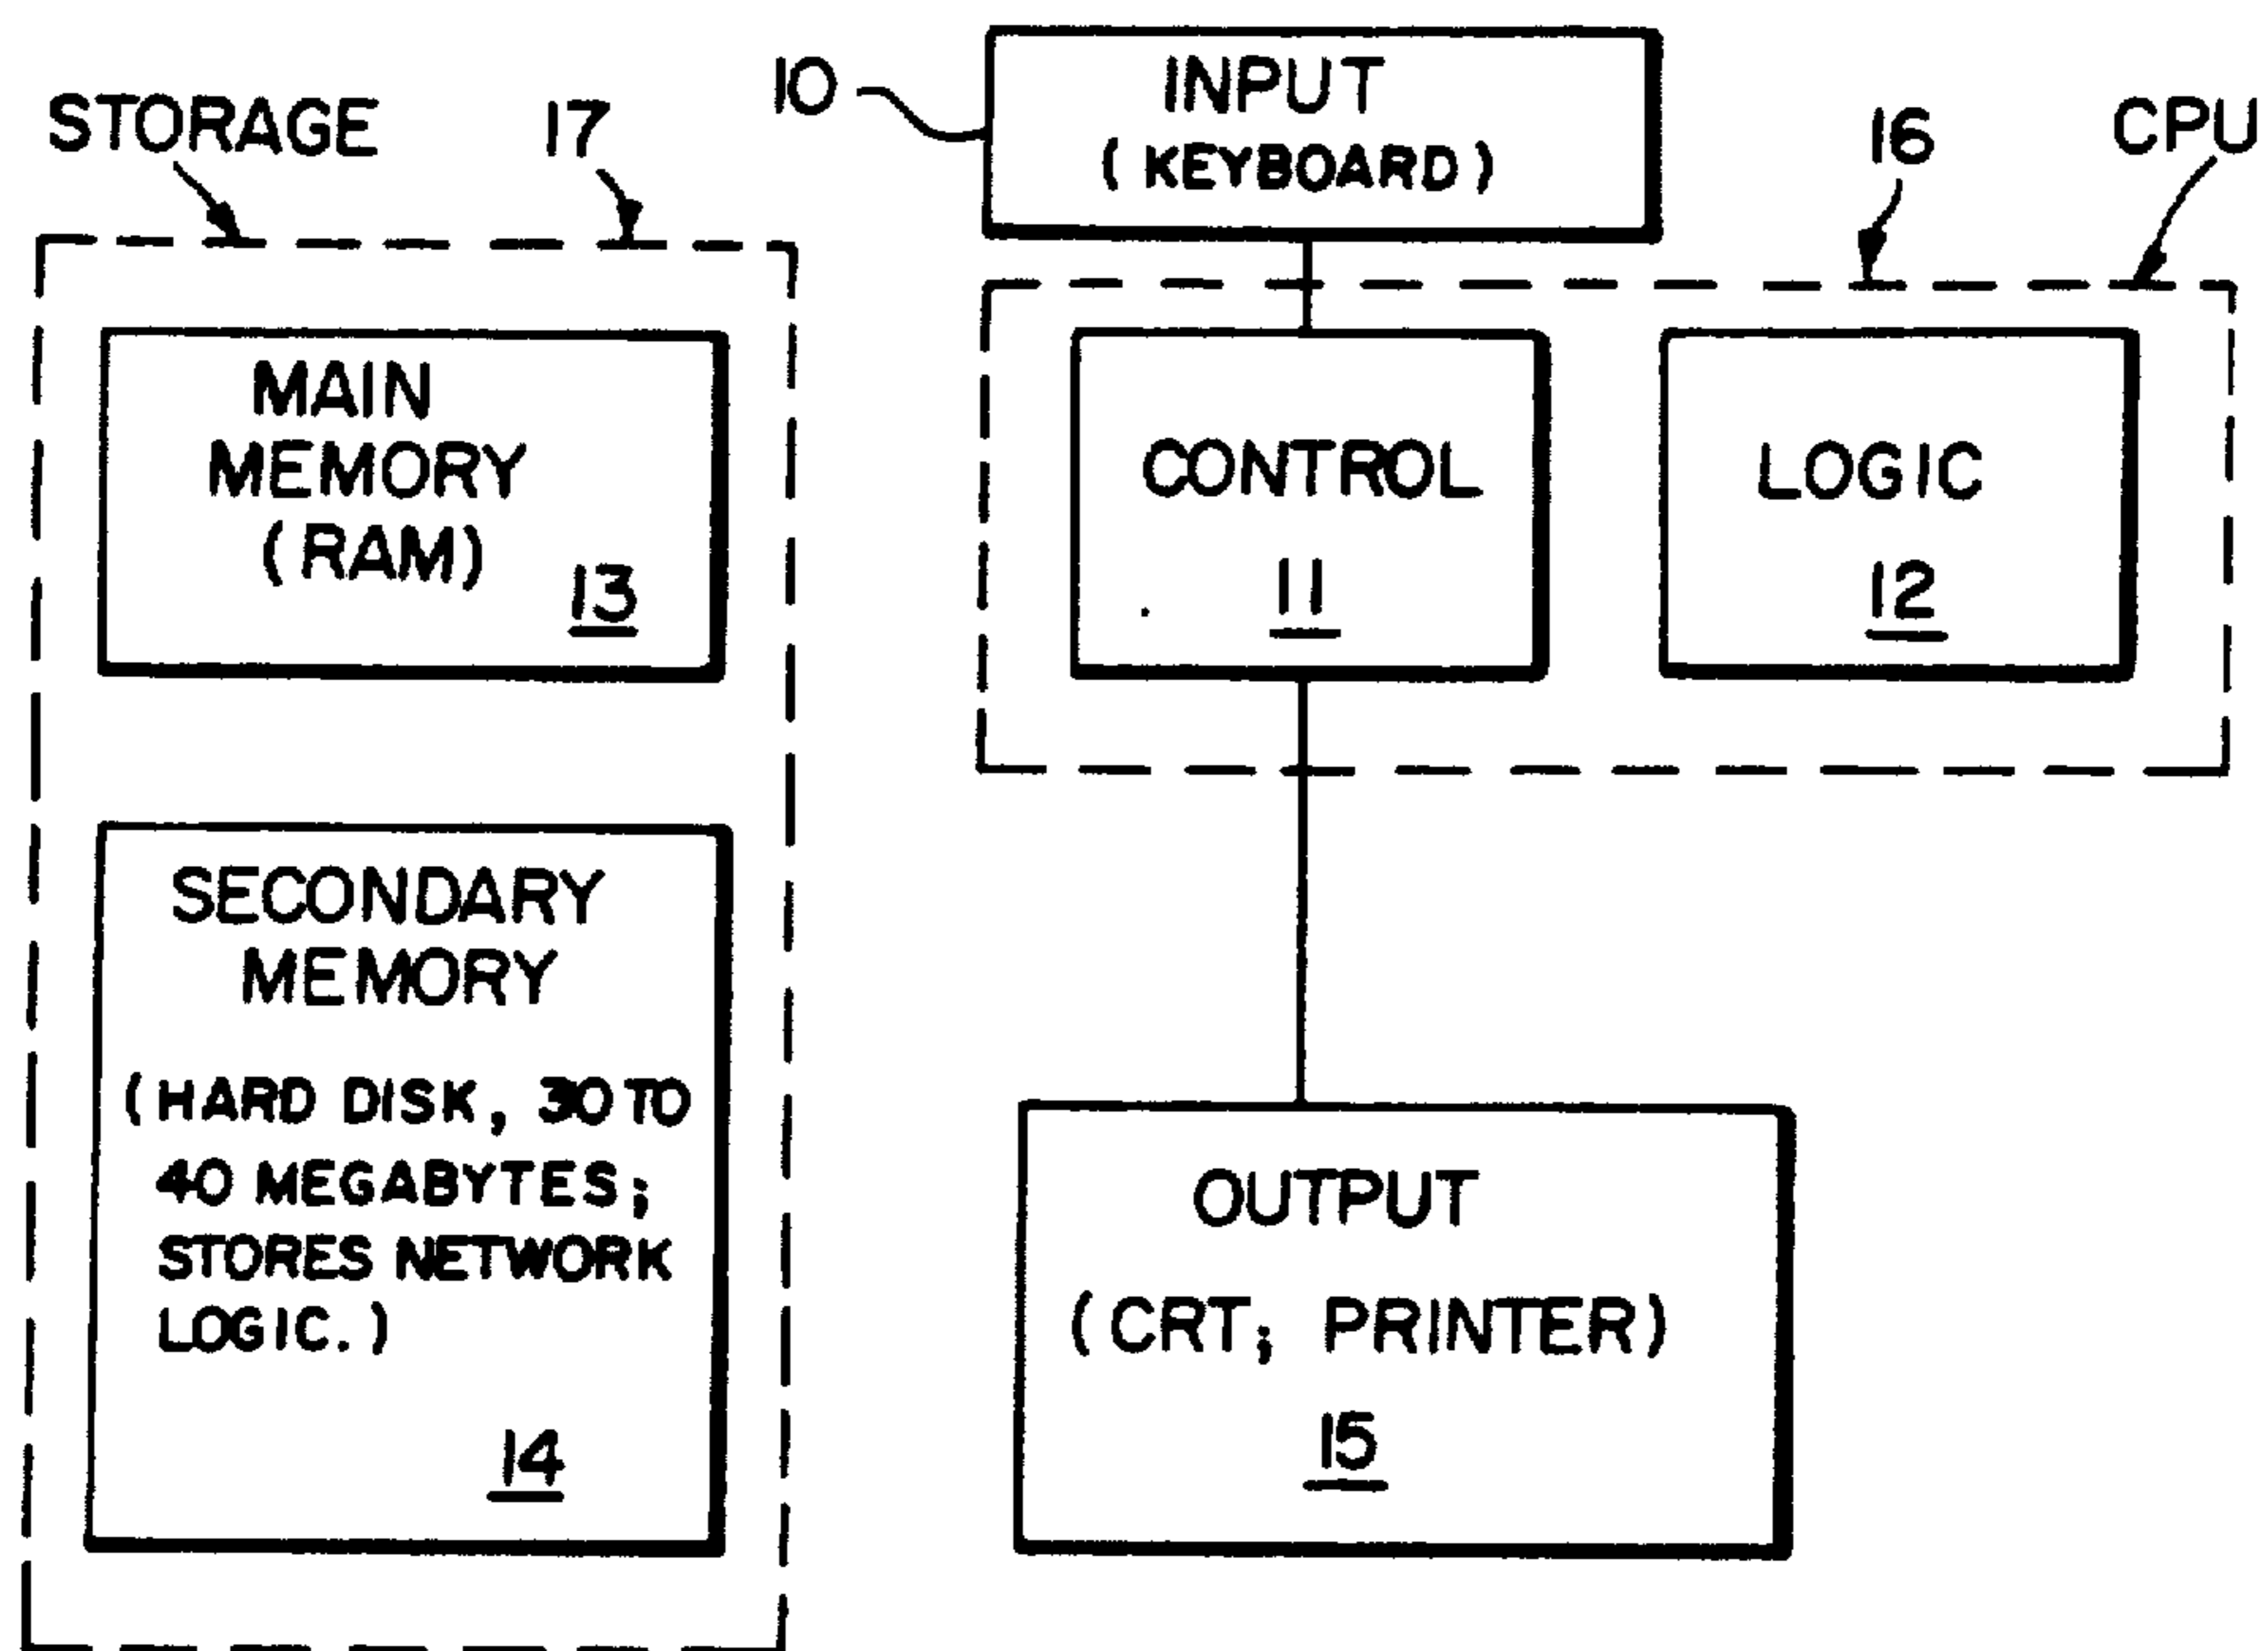 STORAGE
17
MAIN
MEMORY
(RAM)
13
SECONDARY
MEMORY
(HARD DISK, 30 TO
40 MEGABYTES;
STORES NETWORK
LOGIC.)
14
10
INPUT
(KEYBOARD)
16
CPU
CONTROL
11
LOGIC
12
OUTPUT
(CRT; PRINTER)
15